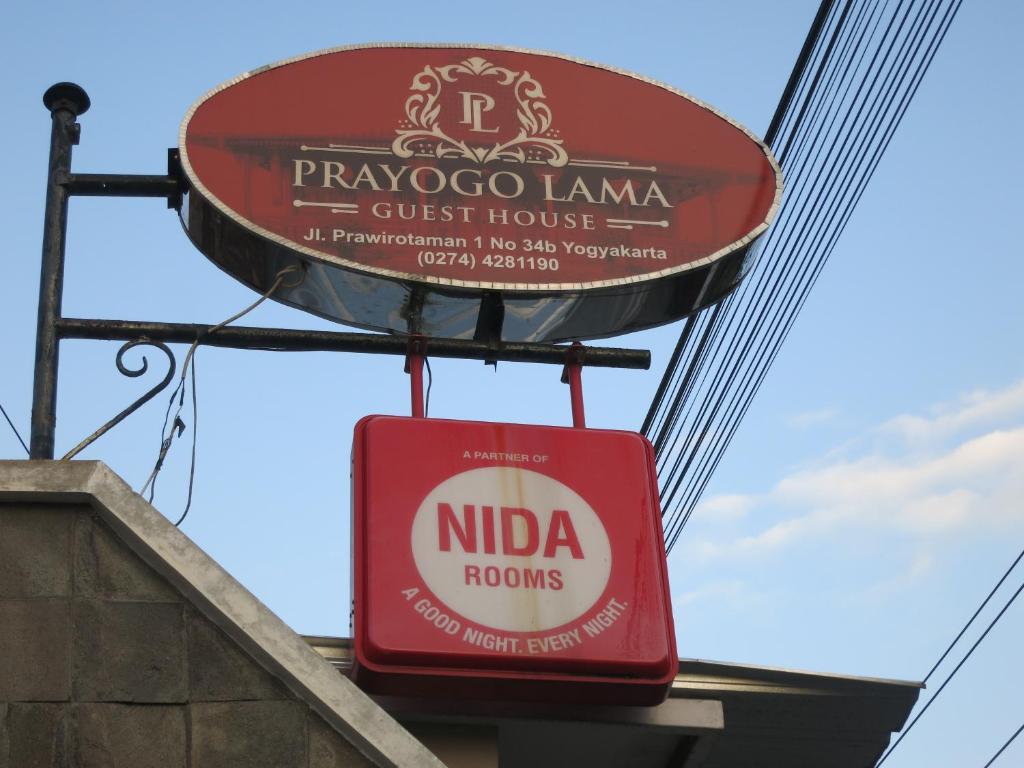 PL
PRAYOGO LAMA
GUEST HOUSE
Jl. Prawirotaman 1 No 34b Yogyakarta
(0274) 4281190
A PARTNER OF
NIDA
ROOMS
A GOOD NIGHT. EVERY NIGHT.